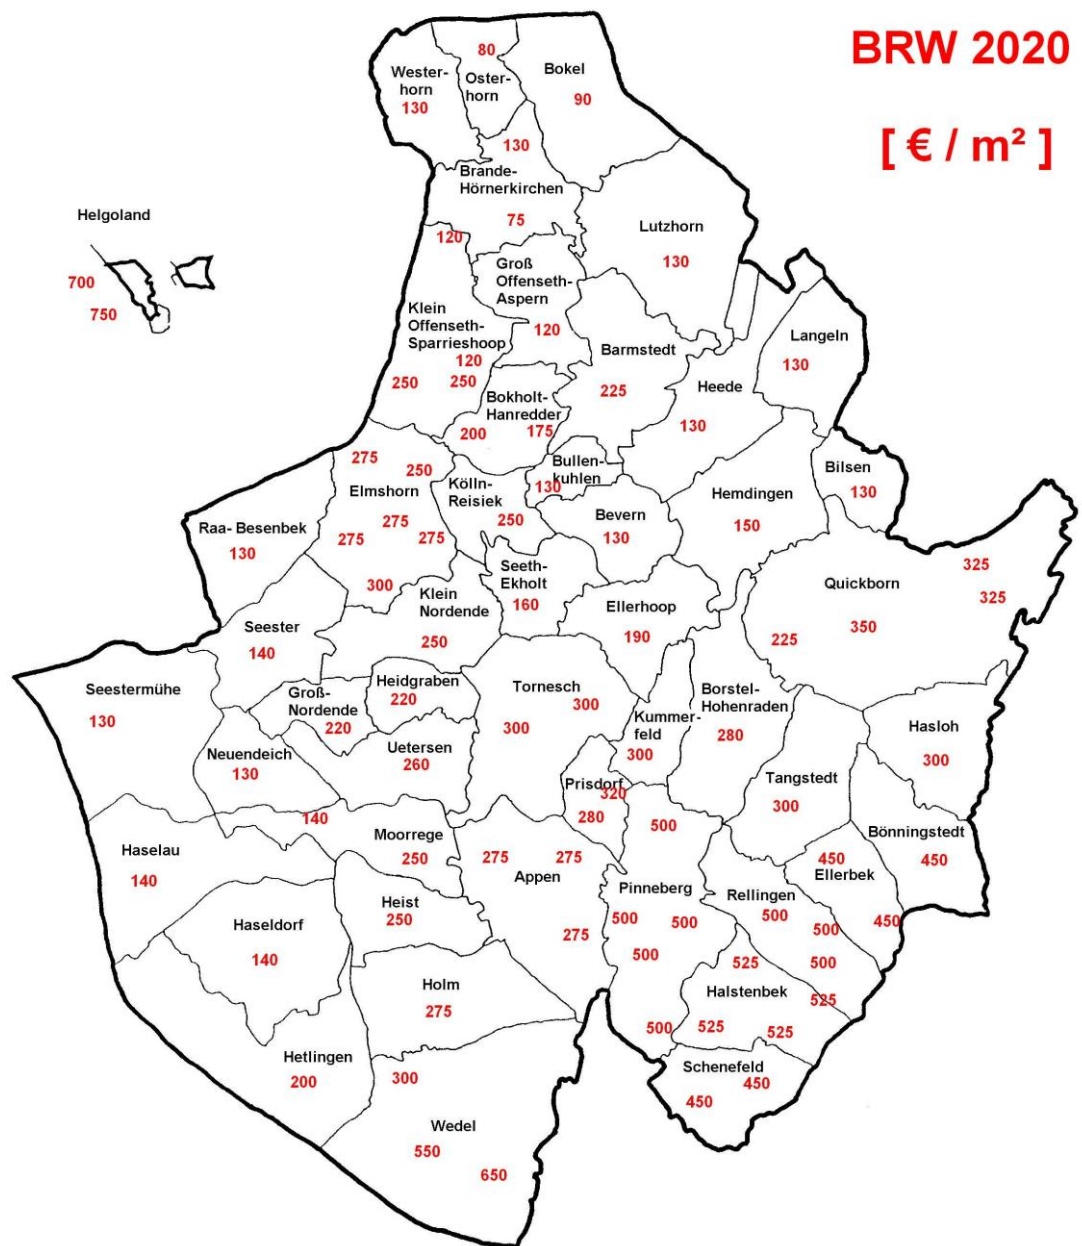 BRW 2020
[ € / m² ]
80
Wester-
horn
130
Oster-
horn
Bokel
90
130
Brande-
Hörnerkirchen
75
Helgoland
700
750
Lutzhorn
130
120
Groß
Offenseth-
Aspern
120
Klein
Offenseth-
Sparrieshoop
120
250
250
Barmstedt
225
Langeln
130
Heede
130
Bokholt-
Hanredder
200
175
275
250
Elmshorn
275
275
275
300
Kölln-
Reisiek
250
Bullen-
kuhlen
130
Bevern
130
Hemdingen
150
Bilsen
130
Raa- Besenbek
130
Seeth-
Ekholt
160
Quickborn
325
325
225
350
Klein
Nordende
250
Ellerhoop
190
Seester
140
Seestermühe
130
Groß-
Nordende
220
Heidgraben
220
Tornesch
300
300
Kummer-
feld
300
Borstel-
Hohenraden
280
Hasloh
300
Neuendeich
130
Uetersen
260
Prisdorf
320
280
Tangstedt
300
140
Moorrege
250
500
Bönningstedt
450
Haselau
140
275
275
Appen
275
450
Ellerbek
450
Pinneberg
500
500
500
500
Rellingen
500
500
500
Heist
250
Haseldorf
140
Holm
275
525
Halstenbek
525
525
525
Hetlingen
200
300
Schenefeld
450
450
Wedel
550
650